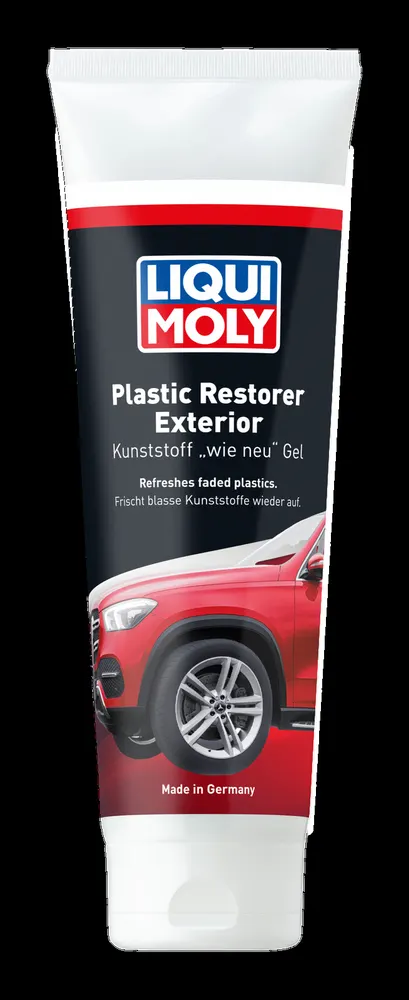 LIQUI
MOLY
Plastic Restorer
Exterior
Kunststoff „wie neu“ Gel
Refreshes faded plastics.
Frischt blasse Kunststoffe wieder auf.
Made in Germany